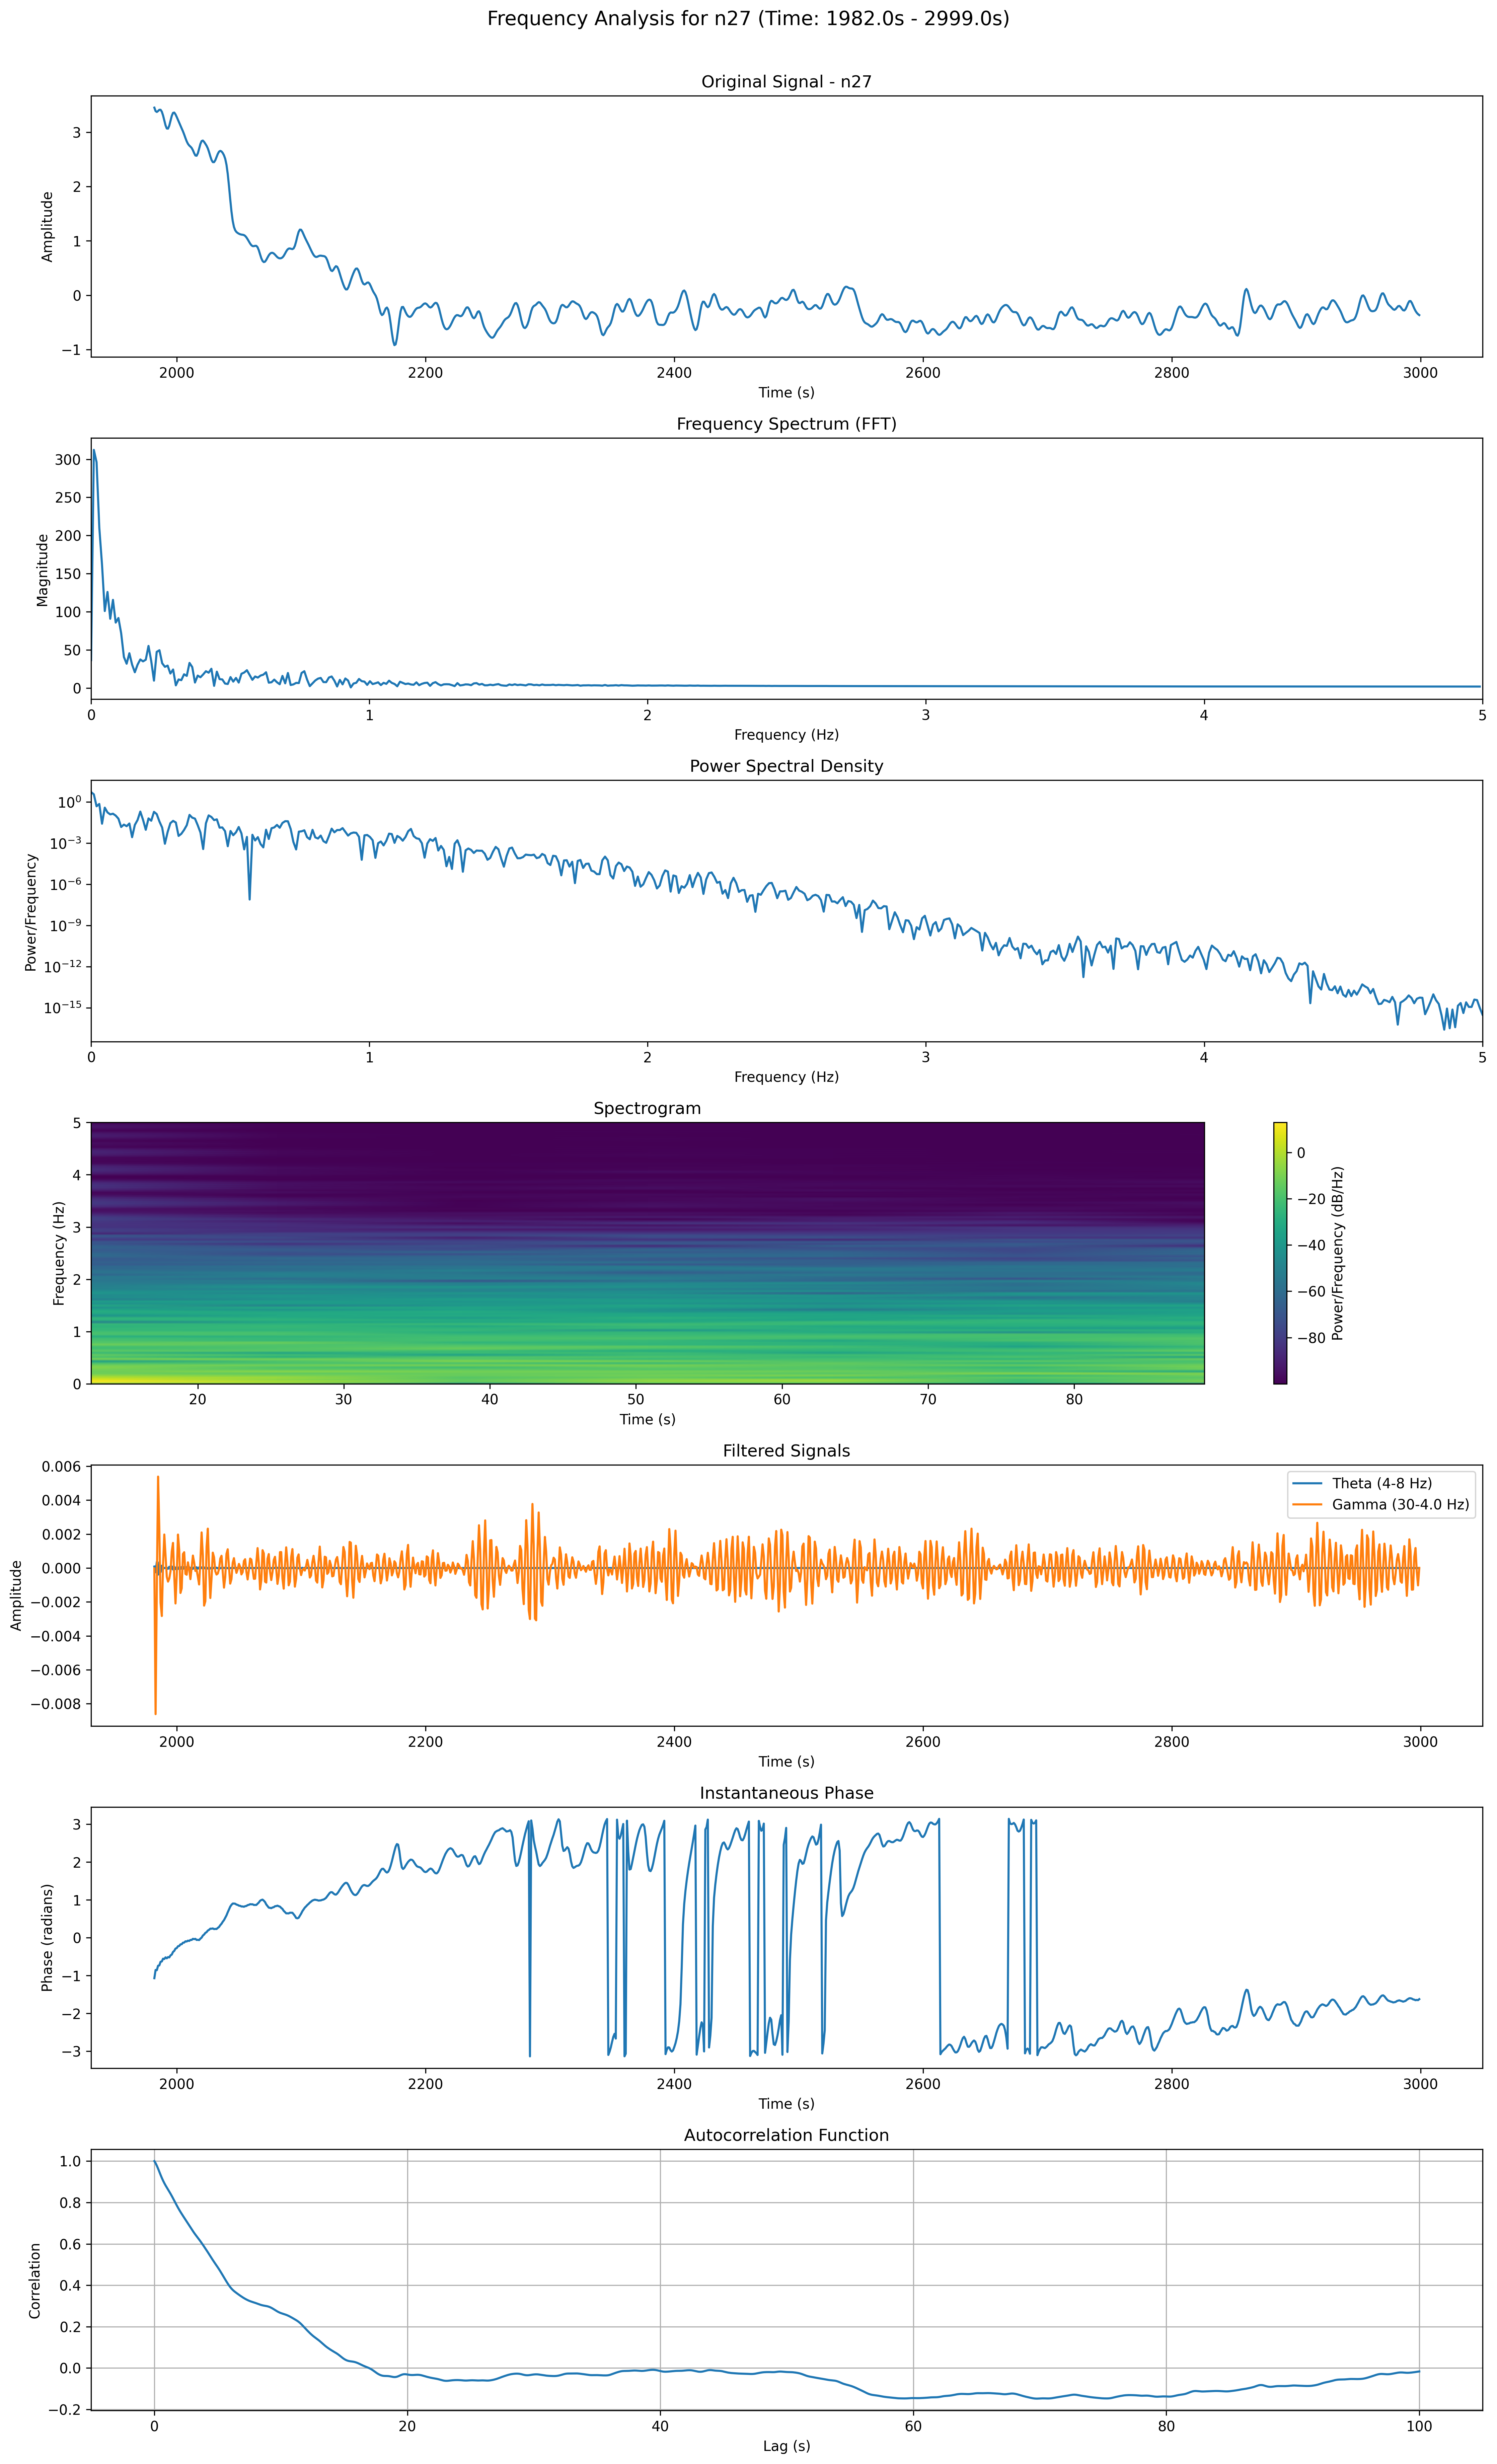 Frequency Analysis for n27 (Time: 1982.0s - 2999.0s)
Original Signal - n27
Amplitude
3
2
1
0
−1
2000 2200 2400 2600 2800 3000
Time (s)
Frequency Spectrum (FFT)
Magnitude
300
250
200
150
100
50
0
0 1 2 3 4 5
Frequency (Hz)
Power Spectral Density
Power/Frequency
10⁰
10⁻³
10⁻⁶
10⁻⁹
10⁻¹²
10⁻¹⁵
0 1 2 3 4 5
Frequency (Hz)
Spectrogram
Frequency (Hz)
5
4
3
2
1
0
20 30 40 50 60 70 80
Time (s)
0
−20
−40
−60
−80
Power/Frequency (dB/Hz)
Filtered Signals
Amplitude
0.006
0.004
0.002
0.000
−0.002
−0.004
−0.006
−0.008
Theta (4-8 Hz)
Gamma (30-4.0 Hz)
2000 2200 2400 2600 2800 3000
Time (s)
Instantaneous Phase
Phase (radians)
3
2
1
0
−1
−2
−3
2000 2200 2400 2600 2800 3000
Time (s)
Autocorrelation Function
Correlation
1.0
0.8
0.6
0.4
0.2
0.0
−0.2
0 20 40 60 80 100
Lag (s)